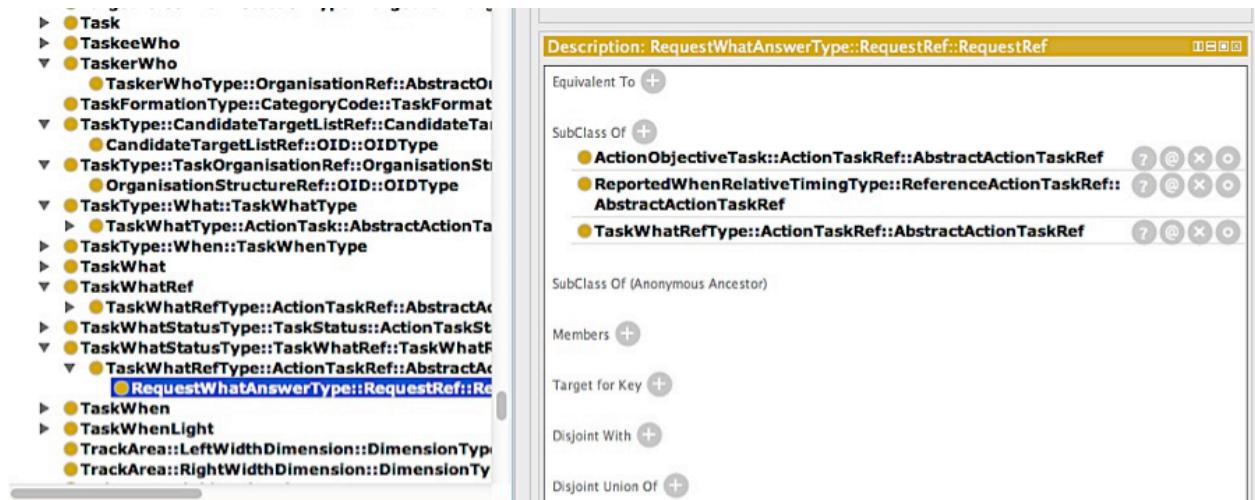 Task
TaskeeWho
TaskerWho
TaskerWhoType::OrganisationRef::AbstractO
TaskFormationType::CategoryCode::TaskFormat
TaskType::CandidateTargetListRef::CandidateTa
CandidateTargetListRef::OID::OIDType
TaskType::TaskOrganisationRef::OrganisationSt
OrganisationStructureRef::OID::OIDType
TaskType::What::TaskWhatType
TaskWhatType::ActionTask::AbstractActionTa
TaskType::When::TaskWhenType
TaskWhat
TaskWhatRef
TaskWhatRefType::ActionTaskRef::AbstractAc
TaskWhatStatusType::TaskStatus::ActionTaskSt
TaskWhatStatusType::TaskWhatRef::TaskWhatR
TaskWhatRefType::ActionTaskRef::AbstractAc
RequestWhatAnswerType::RequestRef::Re
TaskWhen
TaskWhenLight
TrackArea::LeftWidthDimension::DimensionTyp
TrackArea::RightWidthDimension::DimensionTy
Description: RequestWhatAnswerType::RequestRef::RequestRef
Equivalent To
SubClass Of
ActionObjectiveTask::ActionTaskRef::AbstractActionTaskRef
ReportedWhenRelativeTimingType::ReferenceActionTaskRef::
AbstractActionTaskRef
TaskWhatRefType::ActionTaskRef::AbstractActionTaskRef
SubClass Of (Anonymous Ancestor)
Members
Target for Key
Disjoint With
Disjoint Union Of